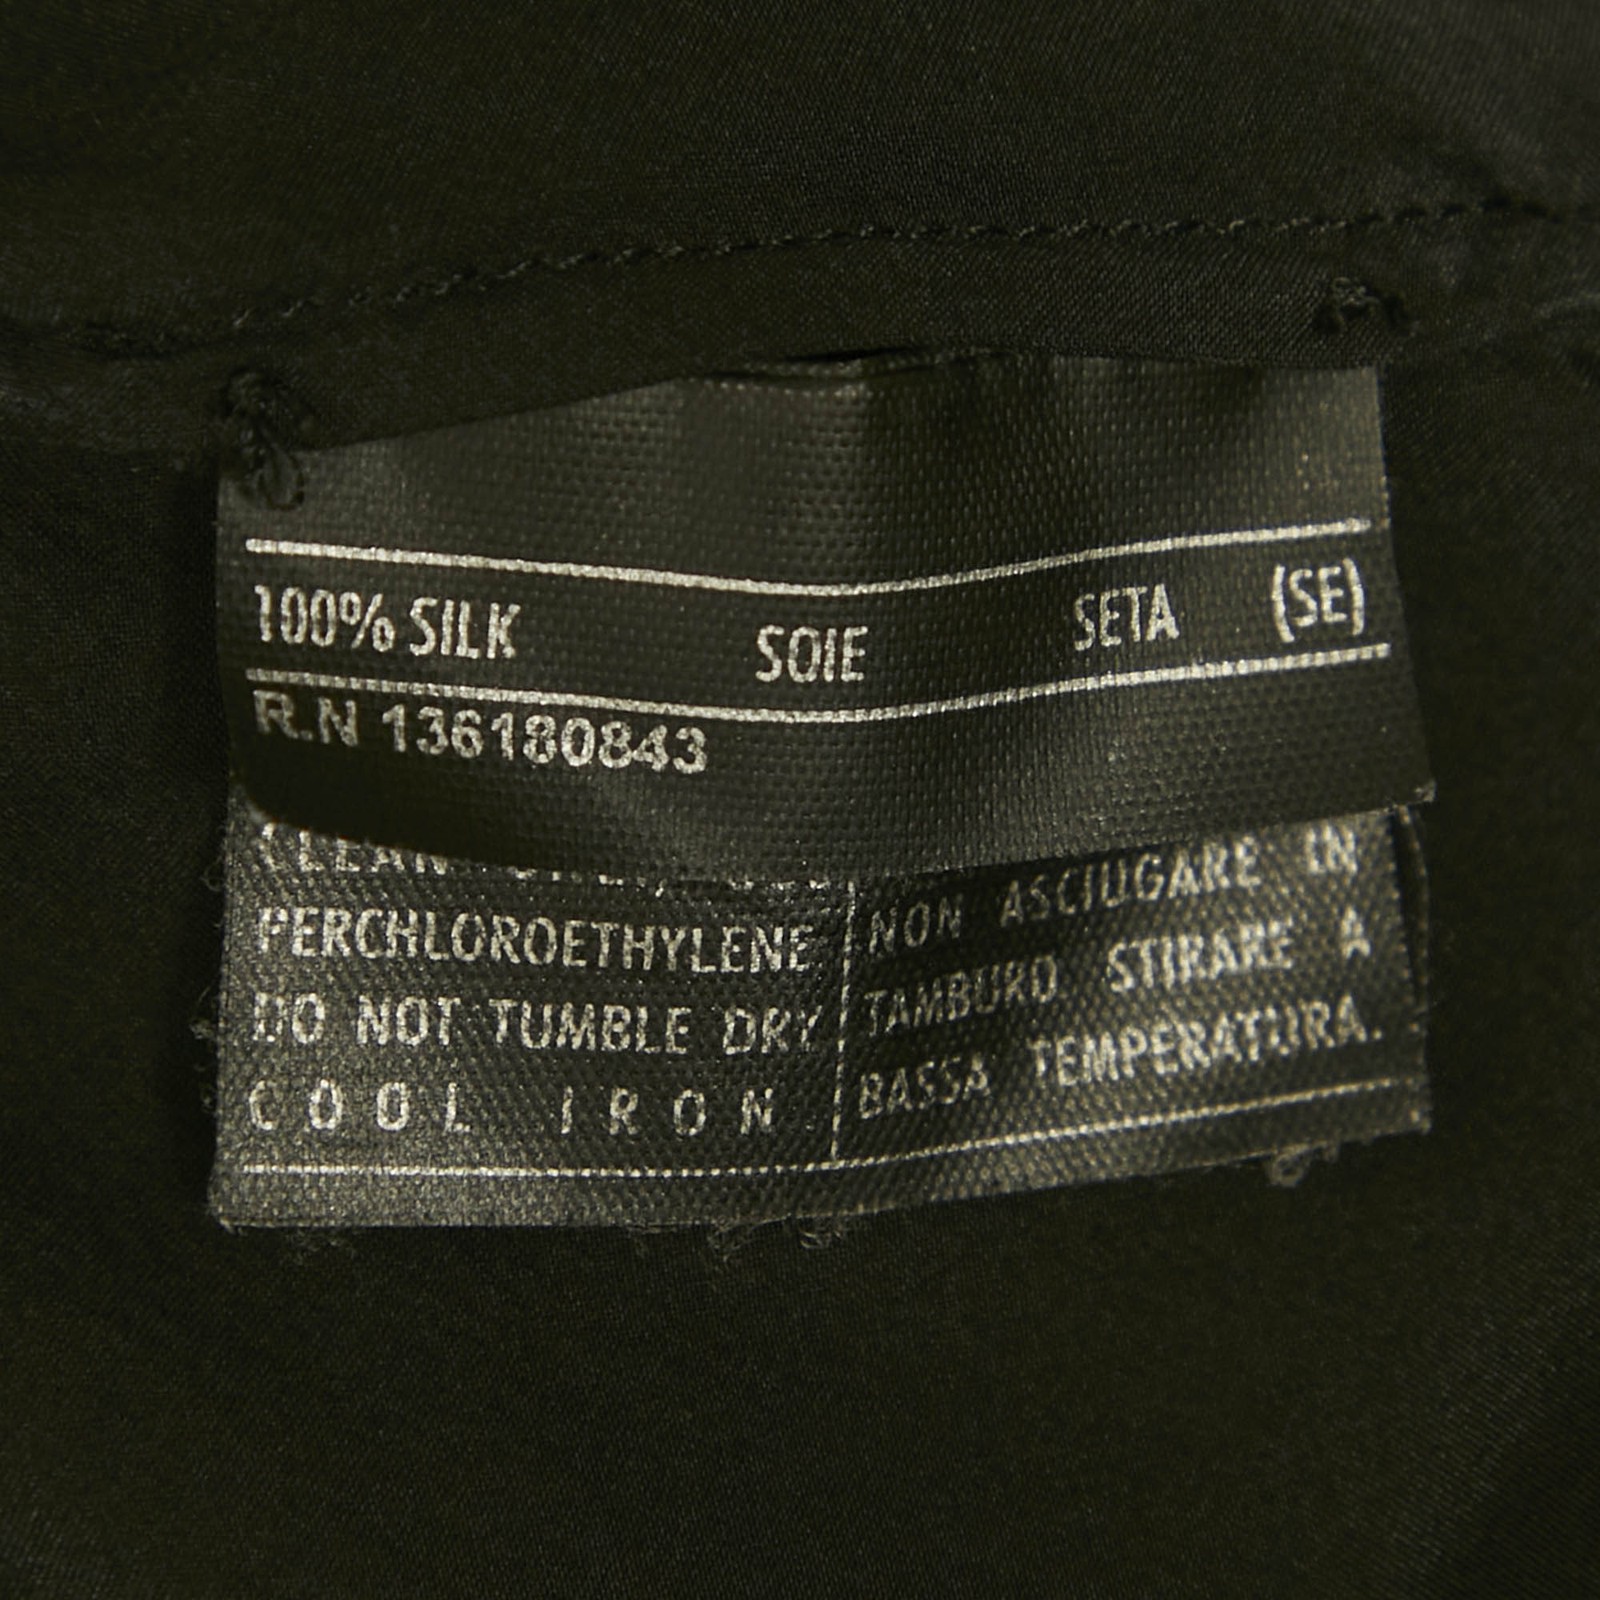 100% SILK SOIE SETA (SE)
R.N 136180843
CLEAN
PERCHLOROETHYLENE
DO NOT TUMBLE DRY
COOL IRON
NON ASCIUGARE IN
TAMBURO STIRARE A
BASSA TEMPERATURA.